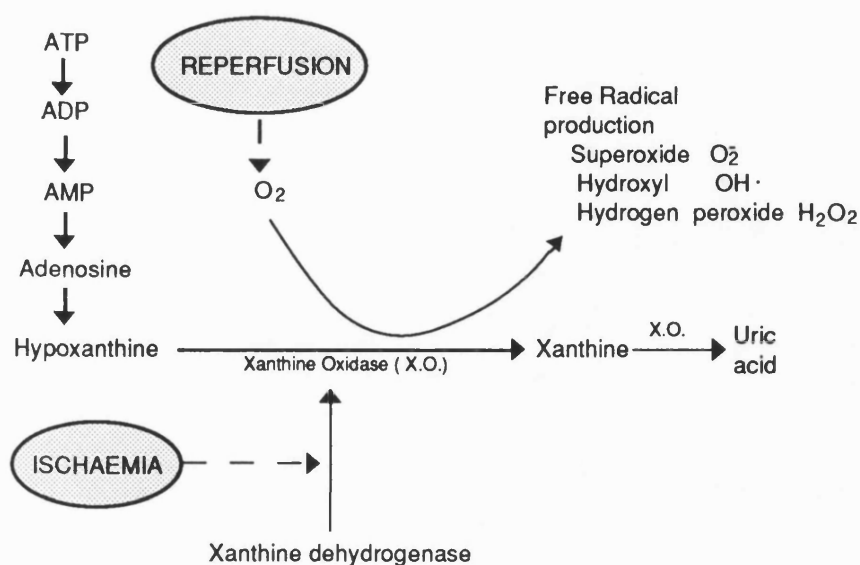 ATP
ADP
AMP
Adenosine
Hypoxanthine
REPERFUSION
O₂
Free Radical
production
Superoxide O₂̄
Hydroxyl OH·
Hydrogen peroxide H₂O₂
Xanthine Oxidase ( X.O.)
Xanthine
X.O.
Uric
acid
ISCHAEMIA
Xanthine dehydrogenase